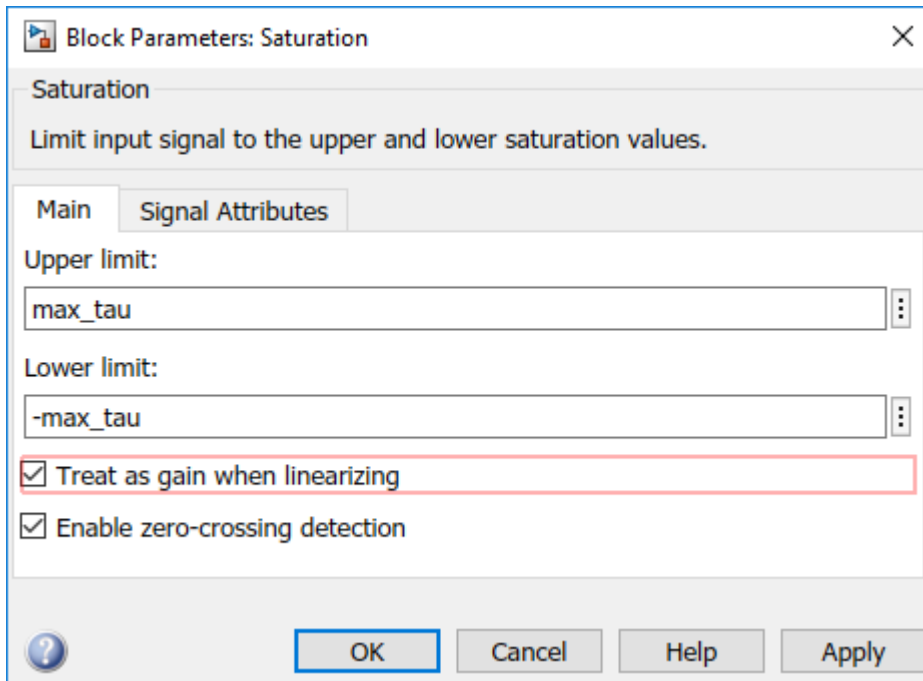 Block Parameters: Saturation
Saturation
Limit input signal to the upper and lower saturation values.
Main Signal Attributes
Upper limit:
max_tau
Lower limit:
-max_tau
Treat as gain when linearizing
Enable zero-crossing detection
OK Cancel Help Apply